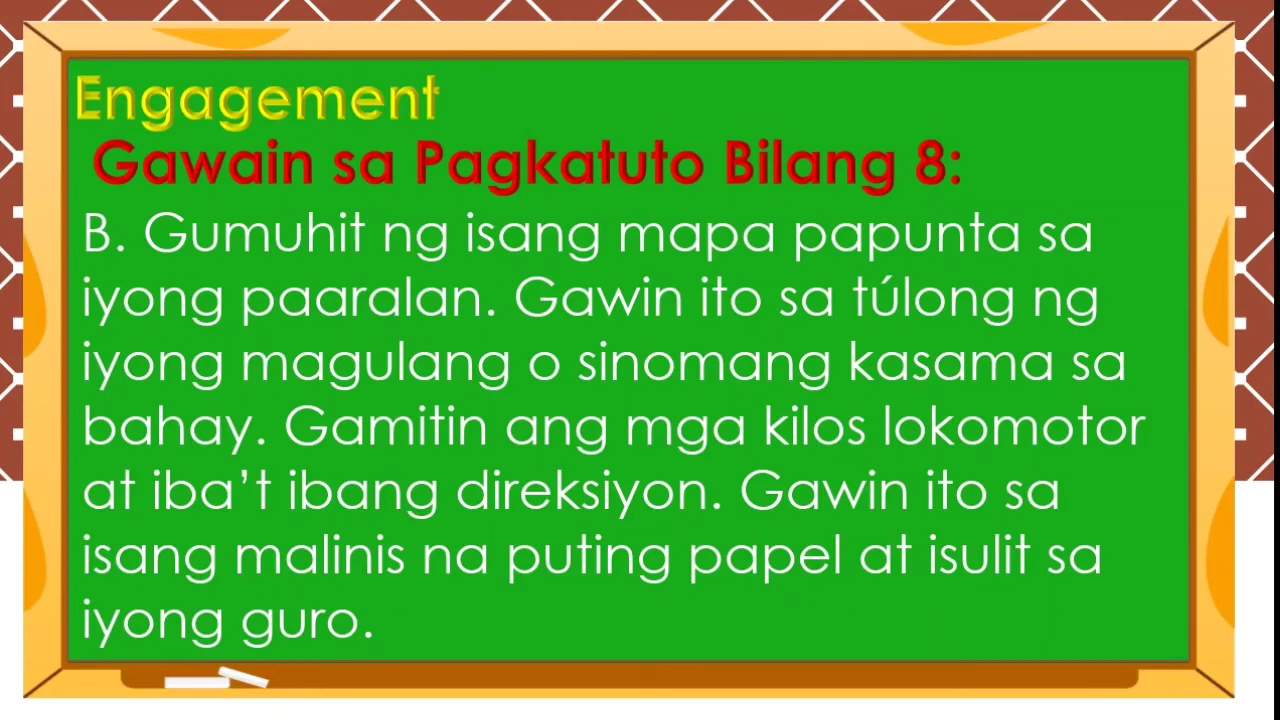 Engagement
Gawain sa Pagkatuto Bilang 8:
B. Gumuhit ng isang mapa papunta sa
iyong paaralan. Gawin ito sa túlong ng
iyong magulang o sinomang kasama sa
bahay. Gamitin ang mga kilos lokomotor
at iba’t ibang direksiyon. Gawin ito sa
isang malinis na puting papel at isulit sa
iyong guro.